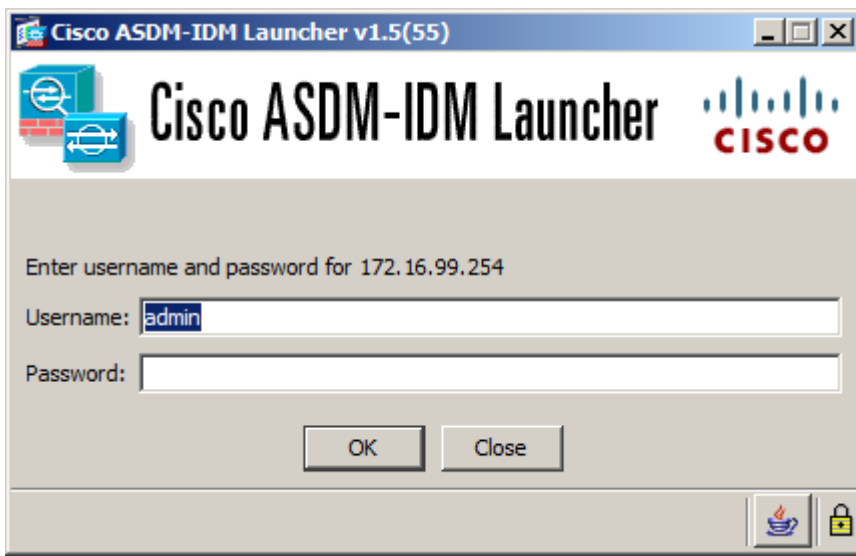 Cisco ASDM-IDM Launcher v1.5(55)
Cisco ASDM-IDM Launcher
CISCO
Enter username and password for 172.16.99.254
Username: admin
Password:
OK Close